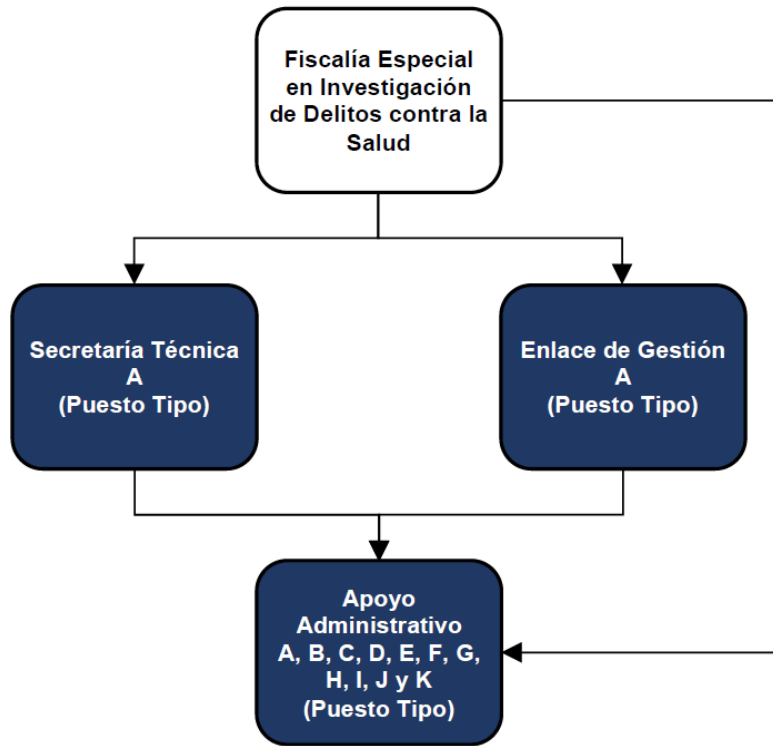 Fiscalía Especial
en Investigación
de Delitos contra la
Salud
Secretaría Técnica
A
(Puesto Tipo)
Enlace de Gestión
A
(Puesto Tipo)
Apoyo
Administrativo
A, B, C, D, E, F, G,
H, I, J y K
(Puesto Tipo)